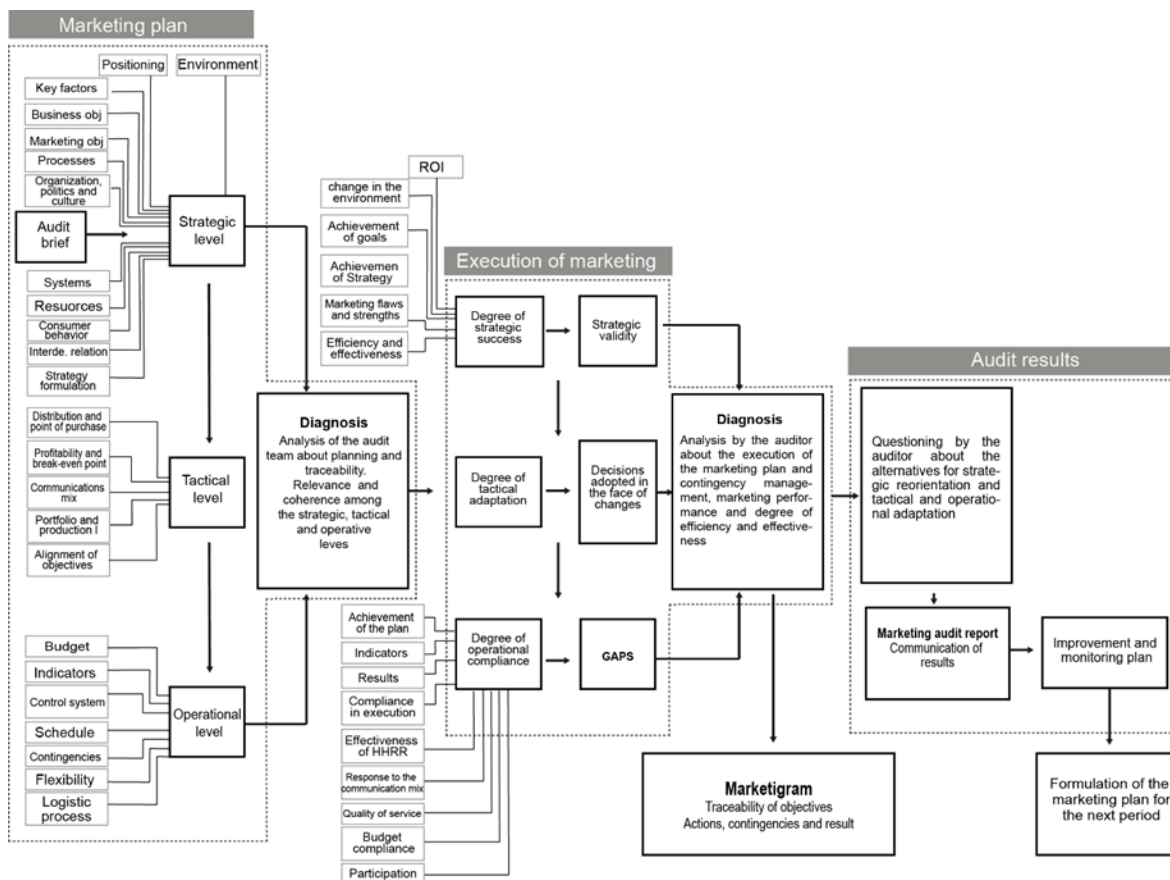 Marketing plan
Positioning
Environment
Key factors
Business obj
Marketing obj
Processes
Organization,
politics and
culture
Audit
brief
Strategic
level
Systems
Resuorces
Consumer
behavior
Interde. relation
Strategy
formulation
Distribution and
point of purchase
Profitability and
break-even point
Communications
mix
Portfolio and
production l
Alignment of
objectives
Tactical level
Budget
Indicators
Control system
Schedule
Contingencies
Flexibility
Logistic
process
Operational
level
Diagnosis
Analysis of the audit
team about planning and
traceability.
Relevance and
coherence among
the strategic, tactical
and operative
leves
ROI
change in the
environment
Achievement
of goals
Achievemen
of Strategy
Marketing flaws
and strengths
Efficiency and
effectiveness
Execution of marketing
Degree of
strategic
success
Strategic
validity
Degree of
tactical
adaptation
Decisions
adopted in
the face of
changes
Achievement
of the plan
Indicators
Results
Compliance
in execution
Effectiveness
of HHRR
Response to the
communication mix
Quality of service
Budget
compliance
Participation
Degree of
operational
compliance
GAPS
Diagnosis
Analysis by the auditor
about the execution of
the marketing plan and
contingency manage-
ment, marketing perfor-
mance and degree of
efficiency and effective-
ness
Marketigram
Traceability of objectives
Actions, contingencies and result
Audit results
Questioning by the
auditor about the
alternatives for strate-
gic reorientation and
tactical and operatio-
nal adaptation
Marketing audit report
Communication of
results
Improvement and
monitoring plan
Formulation of the
marketing plan for
the next period